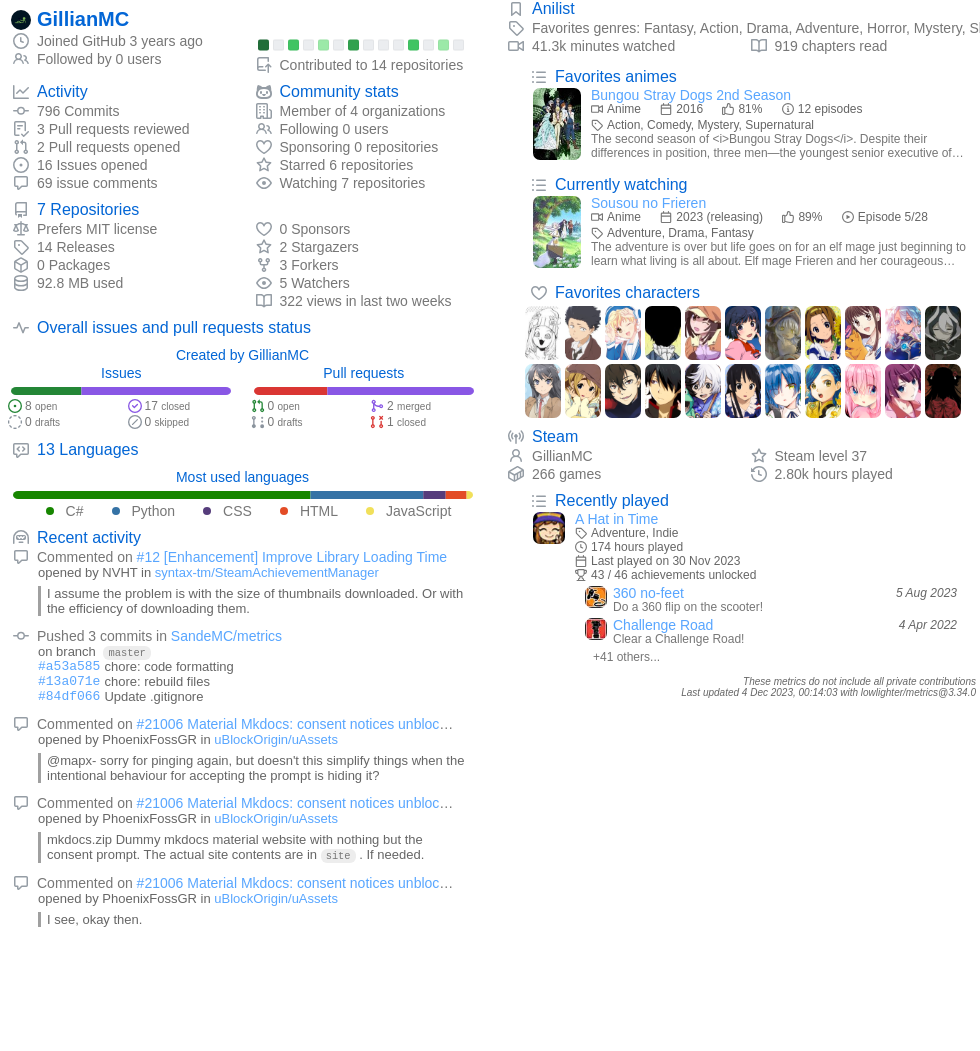 GillianMC
Joined GitHub 3 years ago
Followed by 0 users
Contributed to 14 repositories
Activity
796 Commits
3 Pull requests reviewed
2 Pull requests opened
16 Issues opened
69 issue comments
Community stats
Member of 4 organizations
Following 0 users
Sponsoring 0 repositories
Starred 6 repositories
Watching 7 repositories
7 Repositories
Prefers MIT license
14 Releases
0 Packages
92.8 MB used
0 Sponsors
2 Stargazers
3 Forkers
5 Watchers
322 views in last two weeks
Overall issues and pull requests status
Created by GillianMC
Issues
8 open
17 closed
0 drafts
0 skipped
Pull requests
0 open
2 merged
0 drafts
1 closed
13 Languages
Most used languages
C# Python CSS HTML JavaScript
Recent activity
Commented on #12 [Enhancement] Improve Library Loading Time
opened by NVHT in syntax-tm/SteamAchievementManager
I assume the problem is with the size of thumbnails downloaded. Or with
the efficiency of downloading them.
Pushed 3 commits in SandeMC/metrics
on branch master
#a53a585 chore: code formatting
#13a071e chore: rebuild files
#84df066 Update .gitignore
Commented on #21006 Material Mkdocs: consent notices unbloc…
opened by PhoenixFossGR in uBlockOrigin/uAssets
@mapx- sorry for pinging again, but doesn't this simplify things when the
intentional behaviour for accepting the prompt is hiding it?
Commented on #21006 Material Mkdocs: consent notices unbloc…
opened by PhoenixFossGR in uBlockOrigin/uAssets
mkdocs.zip Dummy mkdocs material website with nothing but the
consent prompt. The actual site contents are in site . If needed.
Commented on #21006 Material Mkdocs: consent notices unbloc…
opened by PhoenixFossGR in uBlockOrigin/uAssets
I see, okay then.
Anilist
Favorites genres: Fantasy, Action, Drama, Adventure, Horror, Mystery,
41.3k minutes watched
919 chapters read
Favorites animes
Bungou Stray Dogs 2nd Season
Anime 2016 81% 12 episodes
Action, Comedy, Mystery, Supernatural
The second season of <i>Bungou Stray Dogs</i>. Despite their
differences in position, three men—the youngest senior executive of…
Currently watching
Sousou no Frieren
Anime 2023 (releasing) 89% Episode 5/28
Adventure, Drama, Fantasy
The adventure is over but life goes on for an elf mage just beginning to
learn what living is all about. Elf mage Frieren and her courageous…
Favorites characters
Steam
GillianMC
Steam level 37
266 games
2.80k hours played
Recently played
A Hat in Time
Adventure, Indie
174 hours played
Last played on 30 Nov 2023
43 / 46 achievements unlocked
360 no-feet 5 Aug 2023
Do a 360 flip on the scooter!
Challenge Road 4 Apr 2022
Clear a Challenge Road!
+41 others...
These metrics do not include all private contributions
Last updated 4 Dec 2023, 00:14:03 with lowlighter/metrics@3.34.0